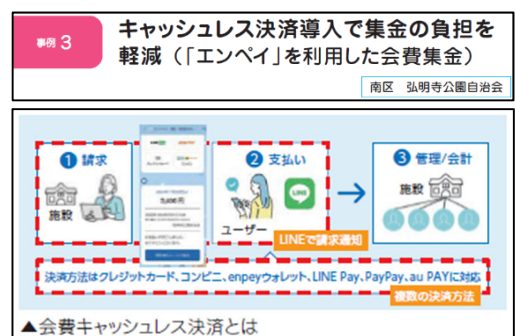 事例 3
キャッシュレス決済導入で集金の負担を
軽減（「エンペイ」を利用した会費集金）
南区 弘明寺公園自治会
1 請求
施設
2 支払い
ユーザー
LINEで請求通知
3 管理/会計
施設
決済方法はクレジットカード、コンビニ、enpeyウォレット、LINE Pay、PayPay、au PAYに対応
複数の決済方法
▲会費キャッシュレス決済とは